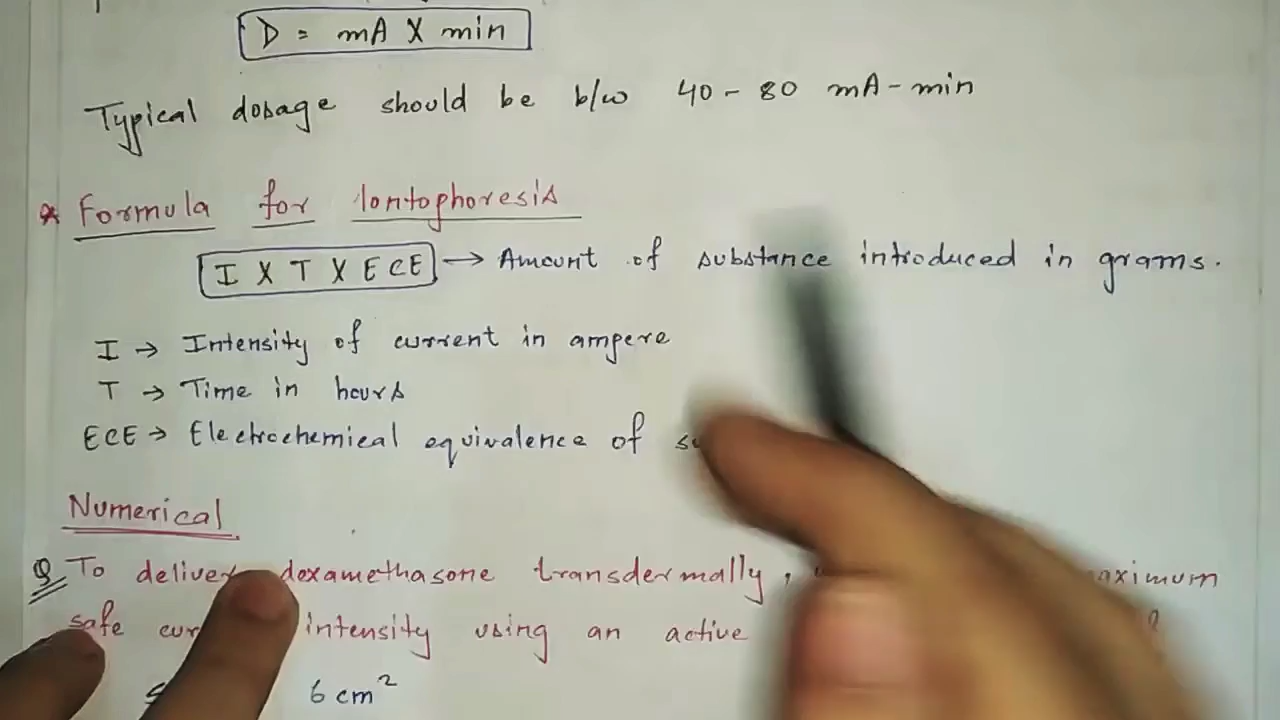 D = mA X min
Typical dosage should be b/w 40 - 80 mA-min
* Formula for Iontophoresis
I X T X ECE → Amount of substance introduced in grams.
I → Intensity of current in ampere
T → Time in hours
ECE → Electrochemical equivalence of
Numerical
Q To deliver dexamethasone transdermally,
safe intensity using an active
6 cm²